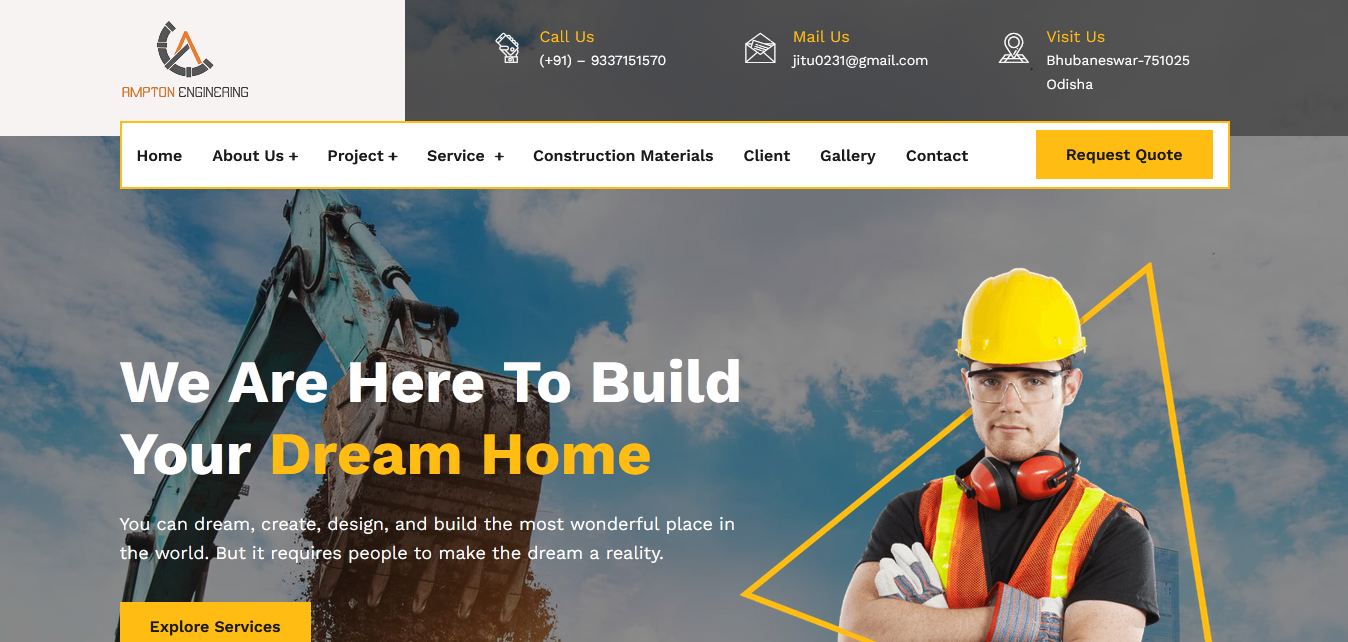 AMPTON ENGINERING
Call Us
(+91) – 9337151570
Mail Us
jitu0231@gmail.com
Visit Us
Bhubaneswar-751025
Odisha
Home About Us + Project + Service + Construction Materials Client Gallery Contact Request Quote
We Are Here To Build
Your Dream Home
You can dream, create, design, and build the most wonderful place in
the world. But it requires people to make the dream a reality.
Explore Services